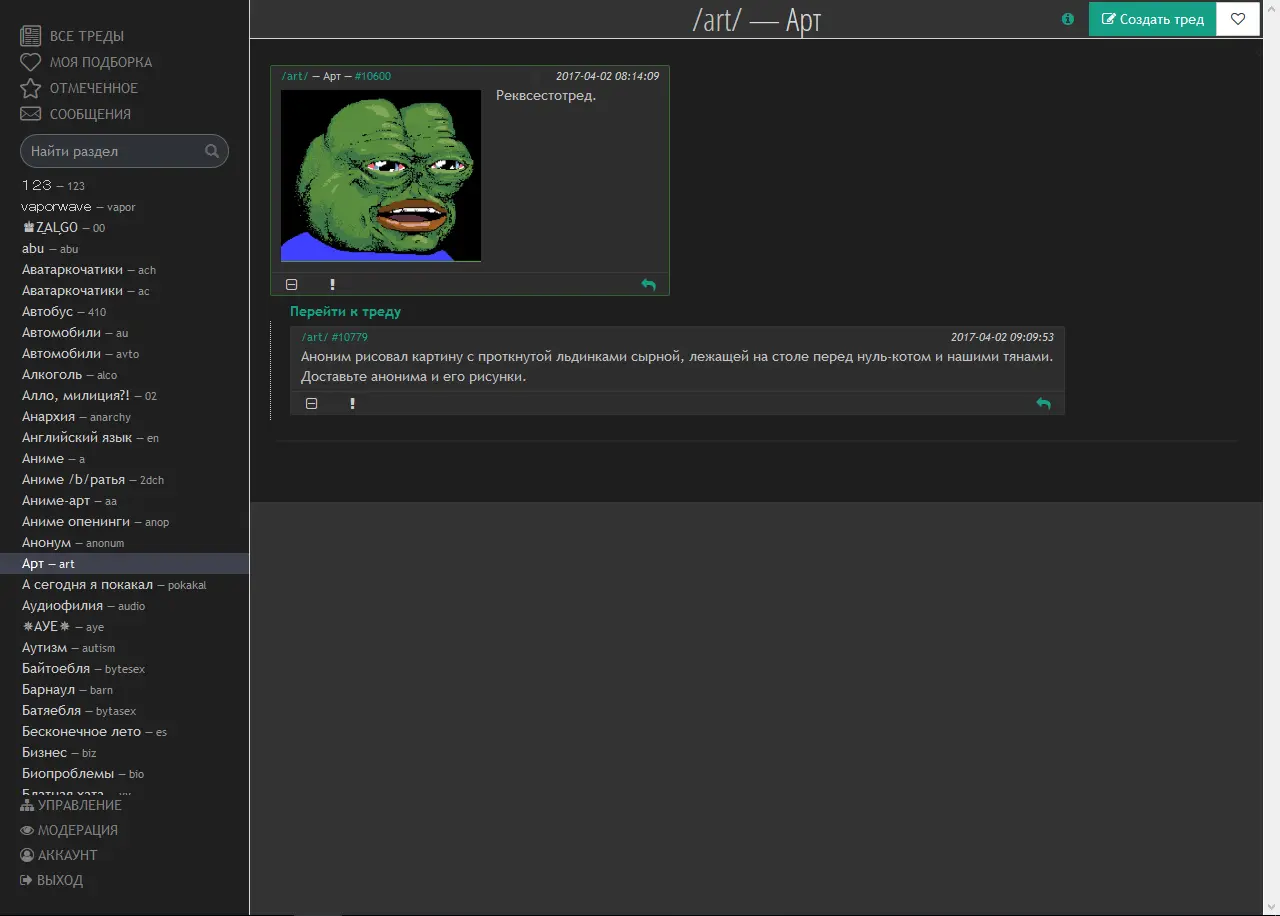 ВСЕ ТРЕДЫ
МОЯ ПОДБОРКА
ОТМЕЧЕННОЕ
СООБЩЕНИЯ
Найти раздел
123 — 123
vaporwave — vapor
ZALGO — 00
abu — abu
Аватаркочатики — ach
Аватаркочатики — ac
Автобус — 410
Автомобили — au
Автомобили — avto
Алкоголь — alco
Алло, милиция?! — 02
Анархия — anarchy
Английский язык — en
Аниме — a
Аниме /b/ратья — 2dch
Аниме-арт — aa
Аниме опенинги — anop
Анонум — anonum
Арт — art
А сегодня я покакал — pokakal
Аудиофилия — audio
✵АУЕ✵ — aye
Аутизм — autism
Байтоебля — bytesex
Барнаул — barn
Батяебля — bytasex
Бесконечное лето — es
Бизнес — biz
Биопроблемы — bio
УПРАВЛЕНИЕ
МОДЕРАЦИЯ
АККАУНТ
ВЫХОД
/art/ — Арт
Создать тред
/art/ — Арт — #10600 2017-04-02 08:14:09
Реквсестотред.
Перейти к треду
/art/ #10779 2017-04-02 09:09:53
Аноним рисовал картину с проткнутой льдинками сырной, лежащей на столе перед нуль-котом и нашими тянами.
Доставьте анонима и его рисунки.